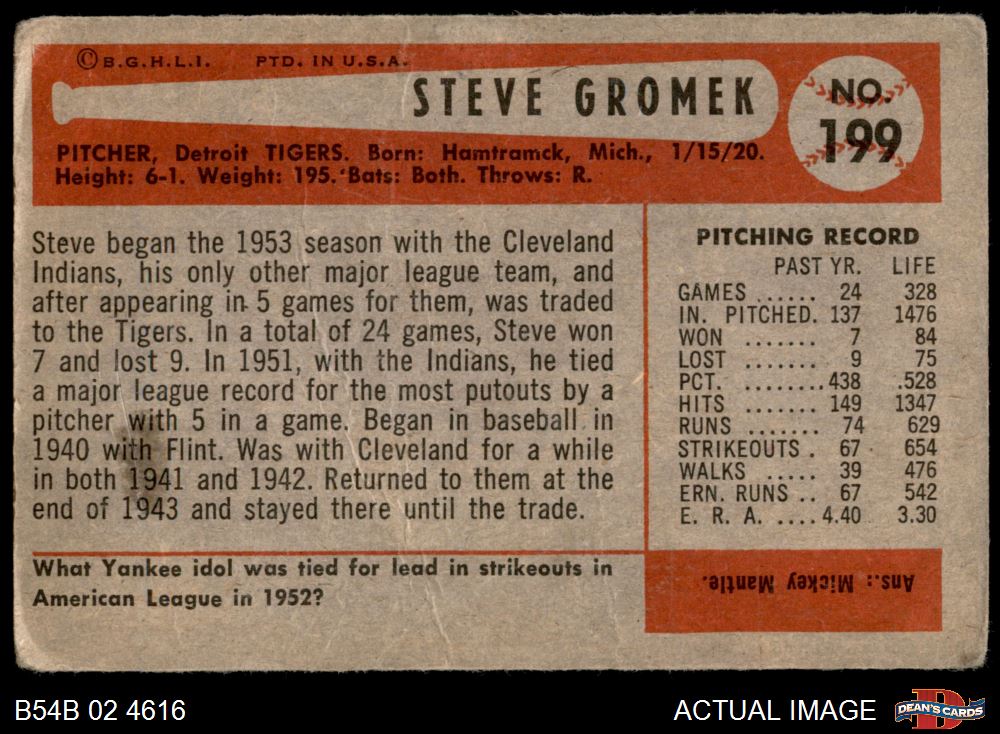 ©B.G.H.L.I. PTD. IN U.S.A.
STEVE GROMEK
NO.
199
PITCHER, Detroit TIGERS. Born: Hamtramck, Mich., 1/15/20.
Height: 6-1. Weight: 195. Bats: Both. Throws: R.
Steve began the 1953 season with the Cleveland
Indians, his only other major league team, and
after appearing in 5 games for them, was traded
to the Tigers. In a total of 24 games, Steve won
7 and lost 9. In 1951, with the Indians, he tied
a major league record for the most putouts by a
pitcher with 5 in a game. Began in baseball in
1940 with Flint. Was with Cleveland for a while
in both 1941 and 1942. Returned to them at the
end of 1943 and stayed there until the trade.
PITCHING RECORD
PAST YR. LIFE
GAMES ...... 24 328
IN. PITCHED. 137 1476
WON ....... 7 84
LOST ....... 9 75
PCT. ........ .438 .528
HITS ....... 149 1347
RUNS ....... 74 629
STRIKEOUTS . 67 654
WALKS ..... 39 476
ERN. RUNS .. 67 542
E. R. A. .... 4.40 3.30
What Yankee idol was tied for lead in strikeouts in
American League in 1952?
Ans.: Mickey Mantle.
B54B 02 4616
ACTUAL IMAGE
DEAN'S CARDS